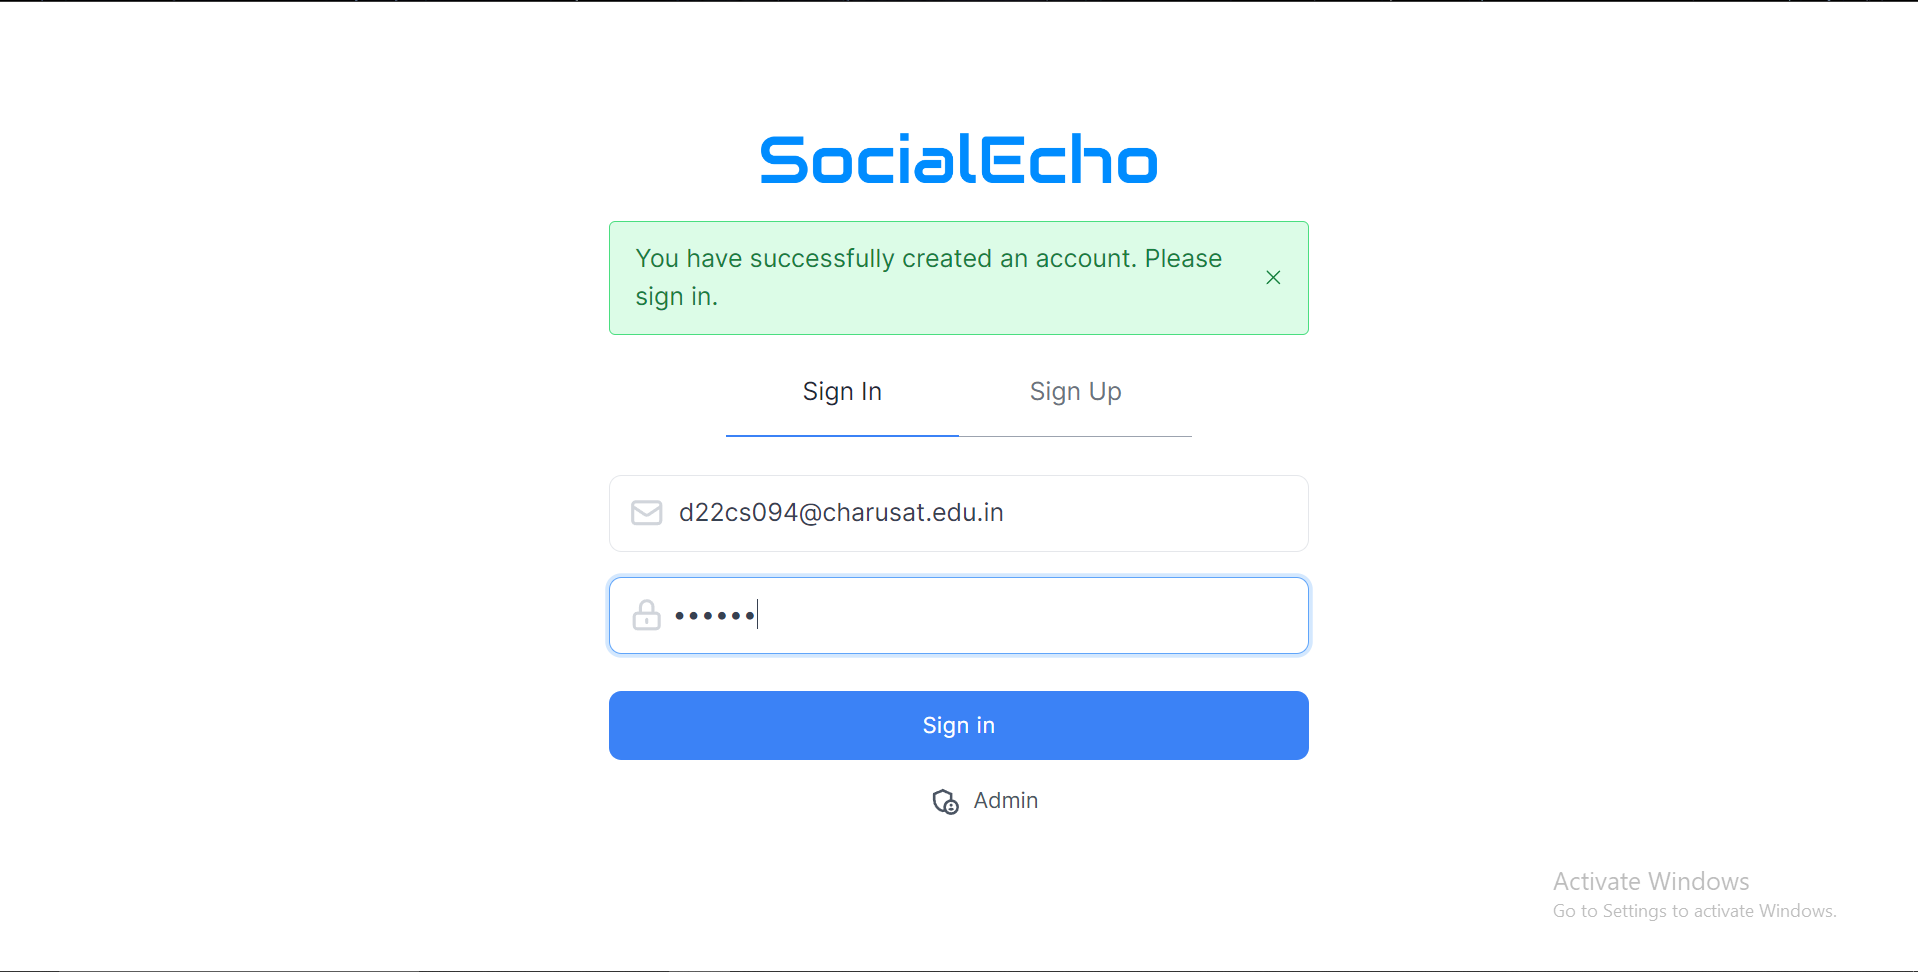 SocialEcho
You have successfully created an account. Please
sign in.
Sign In
Sign Up
d22cs094@charusat.edu.in
••••••
Sign in
Admin
Activate Windows
Go to Settings to activate Windows.